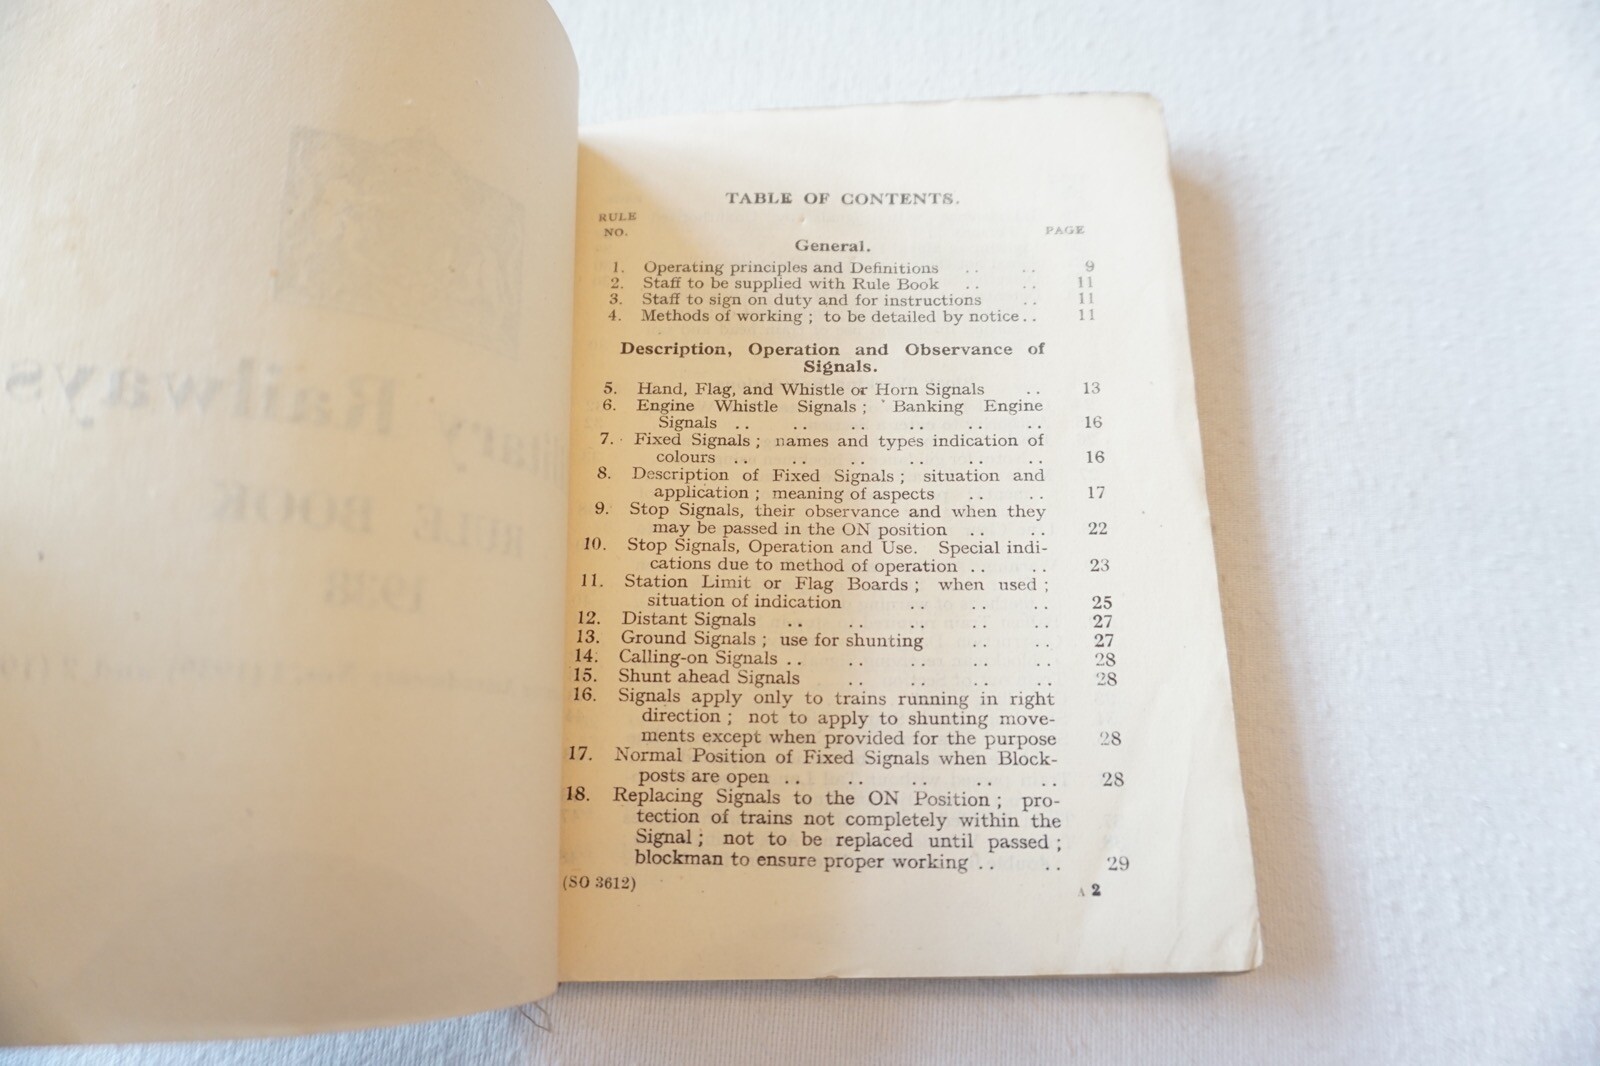 Railways
RULE BOOK
1938
TABLE OF CONTENTS.
RULE
NO.
PAGE
General.
1. Operating principles and Definitions .. .. 9
2. Staff to be supplied with Rule Book .. .. 11
3. Staff to sign on duty and for instructions .. 11
4. Methods of working ; to be detailed by notice.. 11
Description, Operation and Observance of
Signals.
5. Hand, Flag, and Whistle or Horn Signals .. 13
6. Engine Whistle Signals ; Banking Engine
Signals .. .. .. .. .. .. 16
7. Fixed Signals ; names and types indication of
colours .. .. .. .. .. .. 16
8. Description of Fixed Signals ; situation and
application ; meaning of aspects .. .. 17
9. Stop Signals, their observance and when they
may be passed in the ON position .. .. 22
10. Stop Signals, Operation and Use. Special indi-
cations due to method of operation .. .. 23
11. Station Limit or Flag Boards ; when used ;
situation of indication .. .. .. 25
12. Distant Signals .. .. .. .. .. 27
13. Ground Signals ; use for shunting .. .. 27
14. Calling-on Signals .. .. .. .. .. 28
15. Shunt ahead Signals .. .. .. .. 28
16. Signals apply only to trains running in right
direction ; not to apply to shunting move-
ments except when provided for the purpose 28
17. Normal Position of Fixed Signals when Block-
posts are open .. .. .. .. .. 28
18. Replacing Signals to the ON Position ; pro-
tection of trains not completely within the
Signal ; not to be replaced until passed ;
blockman to ensure proper working .. .. 29
(SO 3612) A 2